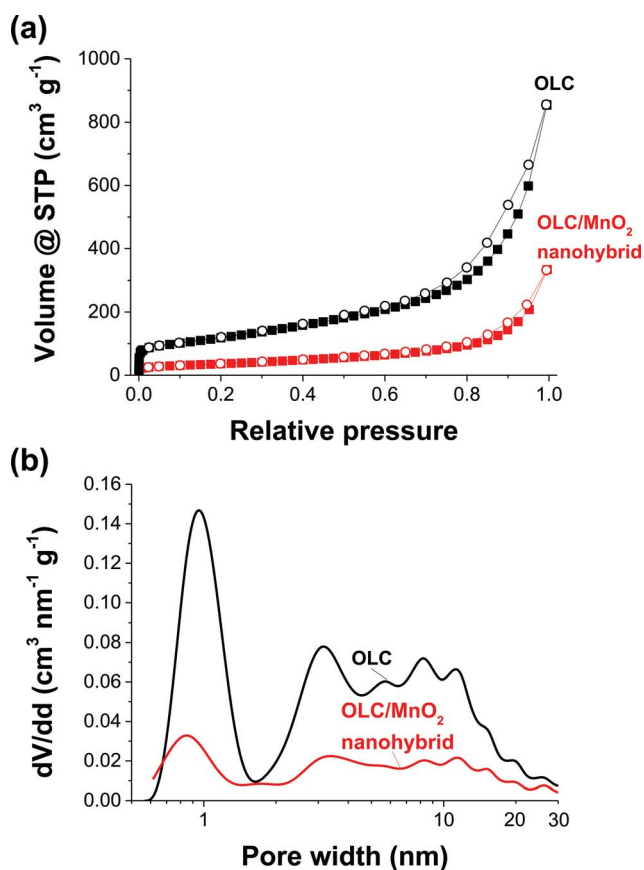 (a)
1000
800
600
400
200
0
Volume @ STP (cm³ g⁻¹)
OLC
OLC/MnO₂
nanohybrid
0.0 0.2 0.4 0.6 0.8 1.0
Relative pressure
(b)
0.16
0.14
0.12
0.10
0.08
0.06
0.04
0.02
0.00
dV/dd (cm³ nm⁻¹ g⁻¹)
OLC
OLC/MnO₂
nanohybrid
1 10 20 30
Pore width (nm)